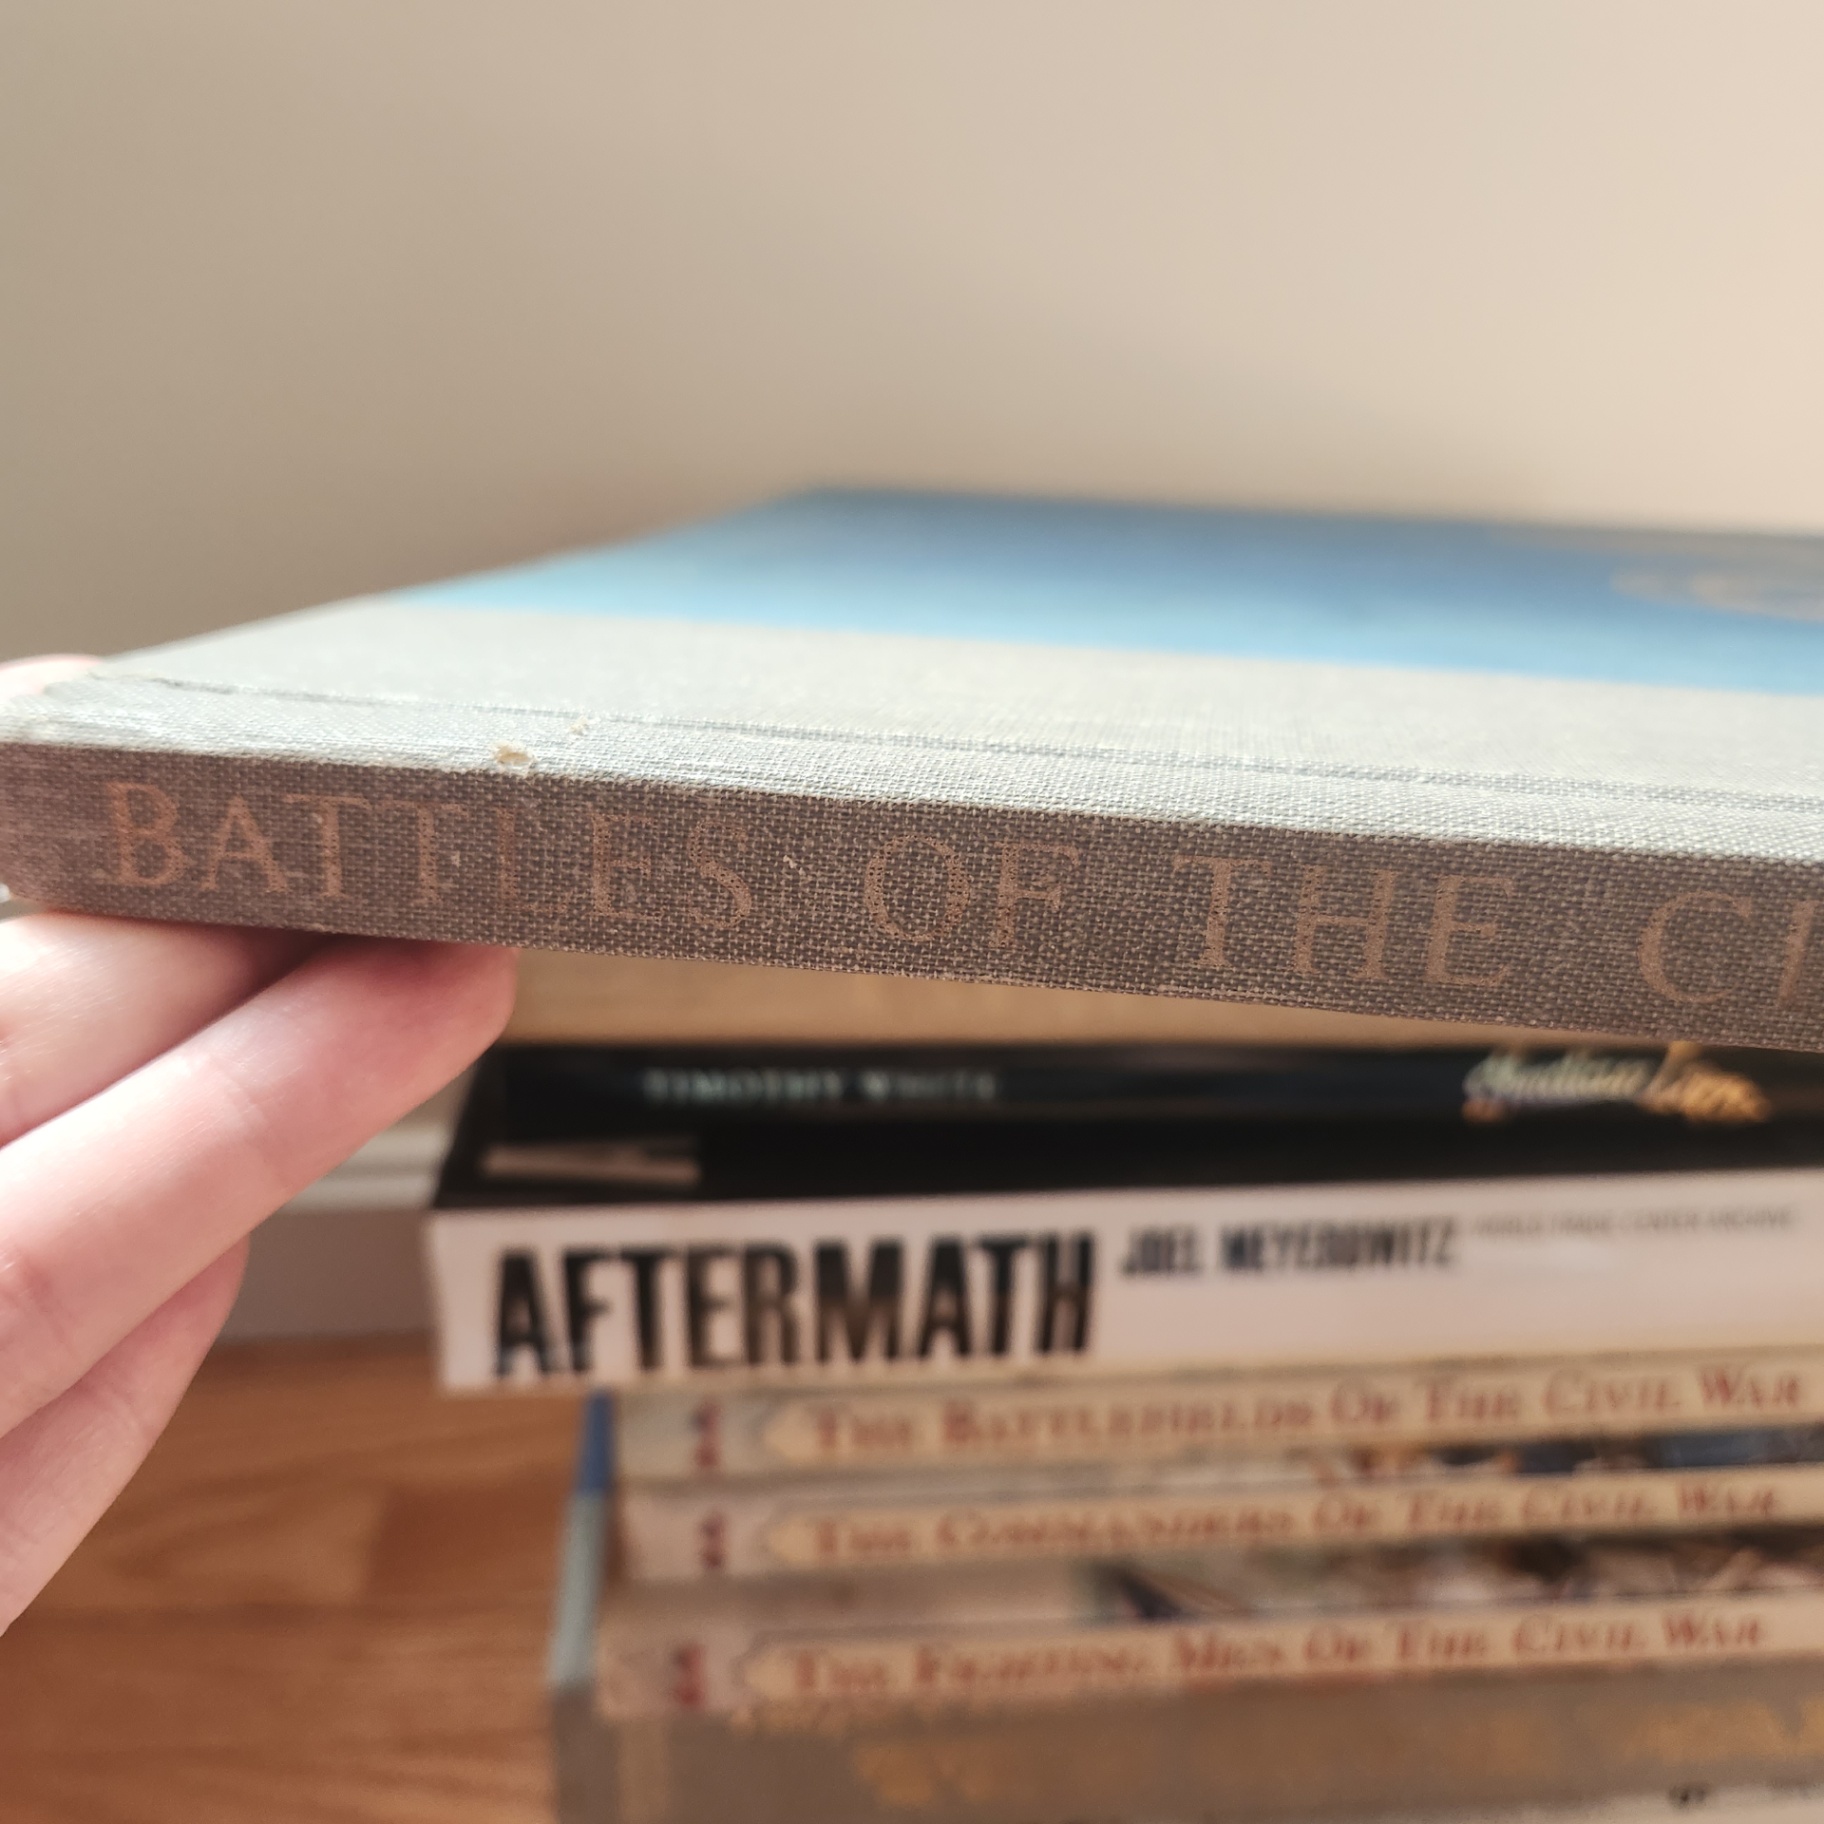 BATTLES OF THE CI
TIMOTHY WHITE
AFTERMATH JOEL MEYEROWITZ
THE BATTLEFIELDS OF THE CIVIL WAR
THE COMMANDERS OF THE CIVIL WAR
THE FIGHTING MEN OF THE CIVIL WAR